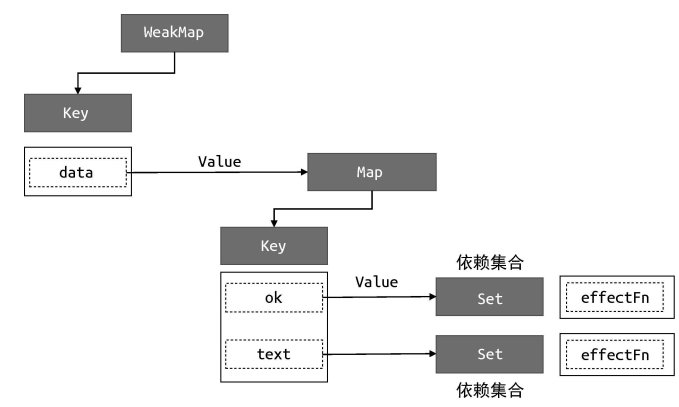 WeakMap
Key
data
Value
Map
Key
依赖集合
ok
Value
Set
effectFn
text
Set
effectFn
依赖集合